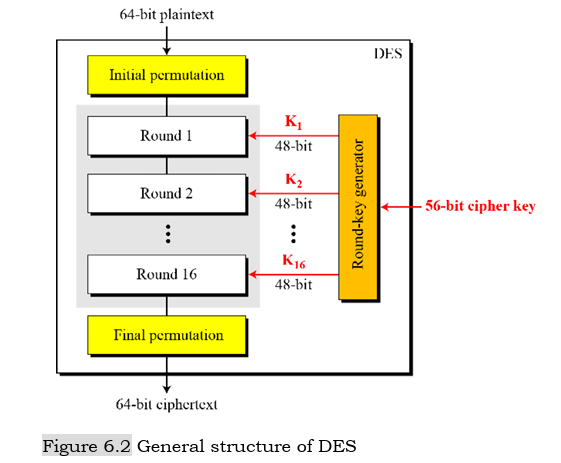 64-bit plaintext
DES
Initial permutation
Round 1
K1
48-bit
Round 2
K2
48-bit
Round-key generator
56-bit cipher key
Round 16
K16
48-bit
Final permutation
64-bit ciphertext
Figure 6.2 General structure of DES